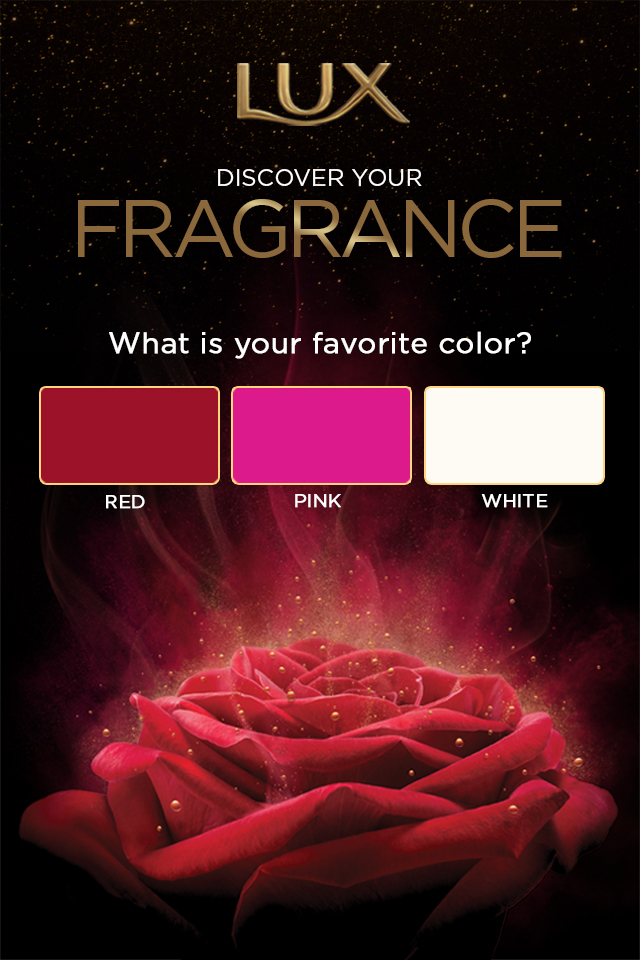 LUX
DISCOVER YOUR
FRAGRANCE
What is your favorite color?
RED PINK WHITE